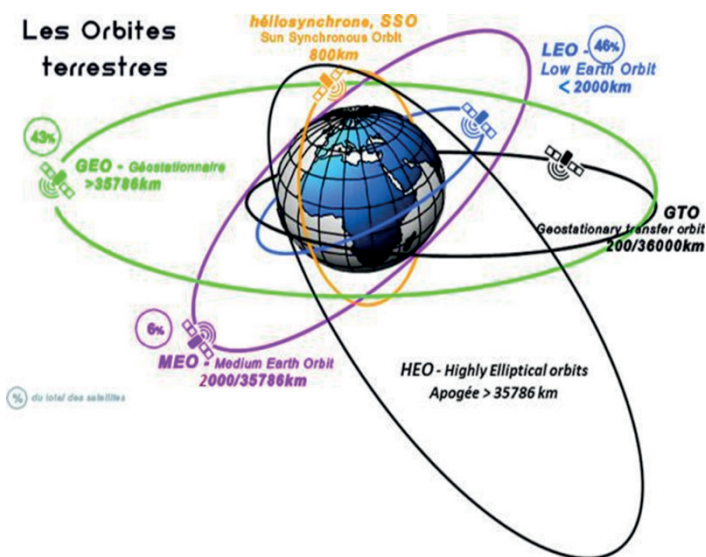 Les Orbites
terrestres
héliosynchrone, SSO
Sun Synchronous Orbit
800km
LEO - 46%
Low Earth Orbit
< 2000km
43%
GEO - Géostationnaire
>35786km
GTO
Geostationary transfer orbit
200/36000km
6%
MEO - Medium Earth Orbit
2000/35786km
HEO - Highly Elliptical orbits
Apogée > 35786 km
% du total des satellites